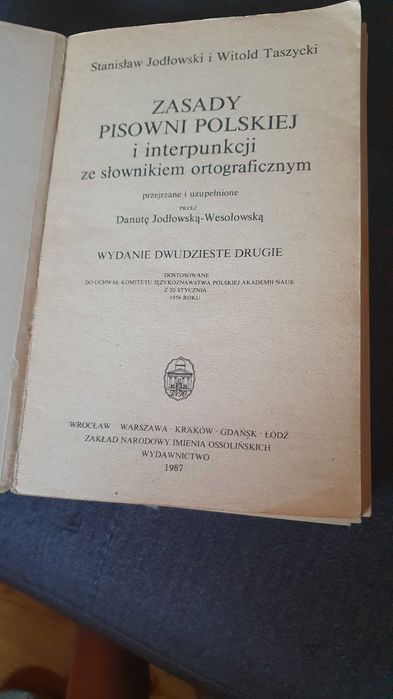 Stanisław Jodłowski i Witold Taszycki
ZASADY
PISOWNI POLSKIEJ
i interpunkcji
ze słownikiem ortograficznym
przejrzane i uzupełnione
PRZEZ
Danutę Jodłowską-Wesołowską
WYDANIE DWUDZIESTE DRUGIE
DOSTOSOWANE
DO UCHWAŁ KOMITETU JĘZYKOZNAWSTWA POLSKIEJ AKADEMII NAUK
Z 20 STYCZNIA
1956 ROKU
WROCŁAW · WARSZAWA · KRAKÓW · GDAŃSK · ŁÓDŹ
ZAKŁAD NARODOWY IMIENIA OSSOLIŃSKICH
WYDAWNICTWO
1987